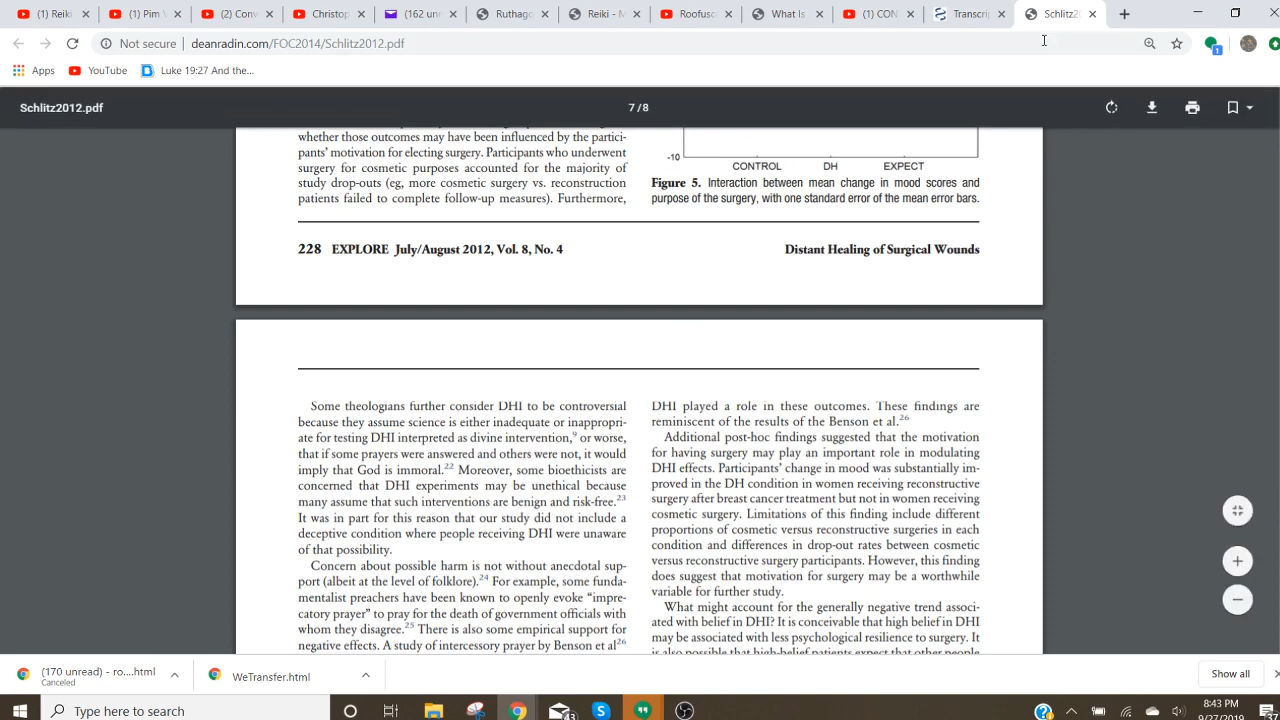 (1) Reiki
(1) Pim
(2) Conv
Christop
(162 un
Ruthago
Reiki -
Roofusc
What Is
(1) CON
Transcrip
Schlitz2
Not secure
deanradin.com/FOC2014/Schlitz2012.pdf
1
Apps
YouTube
Luke 19:27 And the...
Schlitz2012.pdf
7/8
whether those outcomes may have been influenced by the partici-
pants' motivation for electing surgery. Participants who underwent
surgery for cosmetic purposes accounted for the majority of
study drop-outs (eg, more cosmetic surgery vs. reconstruction
patients failed to complete follow-up measures). Furthermore,
-10
CONTROL DH EXPECT
Figure 5. Interaction between mean change in mood scores and
purpose of the surgery, with one standard error of the mean error bars.
228 EXPLORE July/August 2012, Vol. 8, No. 4
Distant Healing of Surgical Wounds
Some theologians further consider DHI to be controversial
because they assume science is either inadequate or inappropri-
ate for testing DHI interpreted as divine intervention,9 or worse,
that if some prayers were answered and others were not, it would
imply that God is immoral.22 Moreover, some bioethicists are
concerned that DHI experiments may be unethical because
many assume that such interventions are benign and risk-free.23
It was in part for this reason that our study did not include a
deceptive condition where people receiving DHI were unaware
of that possibility.
Concern about possible harm is not without anecdotal sup-
port (albeit at the level of folklore).24 For example, some funda-
mentalist preachers have been known to openly evoke “impre-
catory prayer” to pray for the death of government officials with
whom they disagree.25 There is also some empirical support for
negative effects. A study of intercessory prayer by Benson et al26
DHI played a role in these outcomes. These findings are
reminiscent of the results of the Benson et al.26
Additional post-hoc findings suggested that the motivation
for having surgery may play an important role in modulating
DHI effects. Participants' change in mood was substantially im-
proved in the DH condition in women receiving reconstructive
surgery after breast cancer treatment but not in women receiving
cosmetic surgery. Limitations of this finding include different
proportions of cosmetic versus reconstructive surgeries in each
condition and differences in drop-out rates between cosmetic
versus reconstructive surgery participants. However, this finding
does suggest that motivation for surgery may be a worthwhile
variable for further study.
What might account for the generally negative trend associ-
ated with belief in DHI? It is conceivable that high belief in DHI
may be associated with less psychological resilience to surgery. It
is also possible that high-belief patients expect that other people
(170 unread) - ro....html
Canceled
WeTransfer.html
Show all
Type here to search
43
8:43 PM
9/27/2019